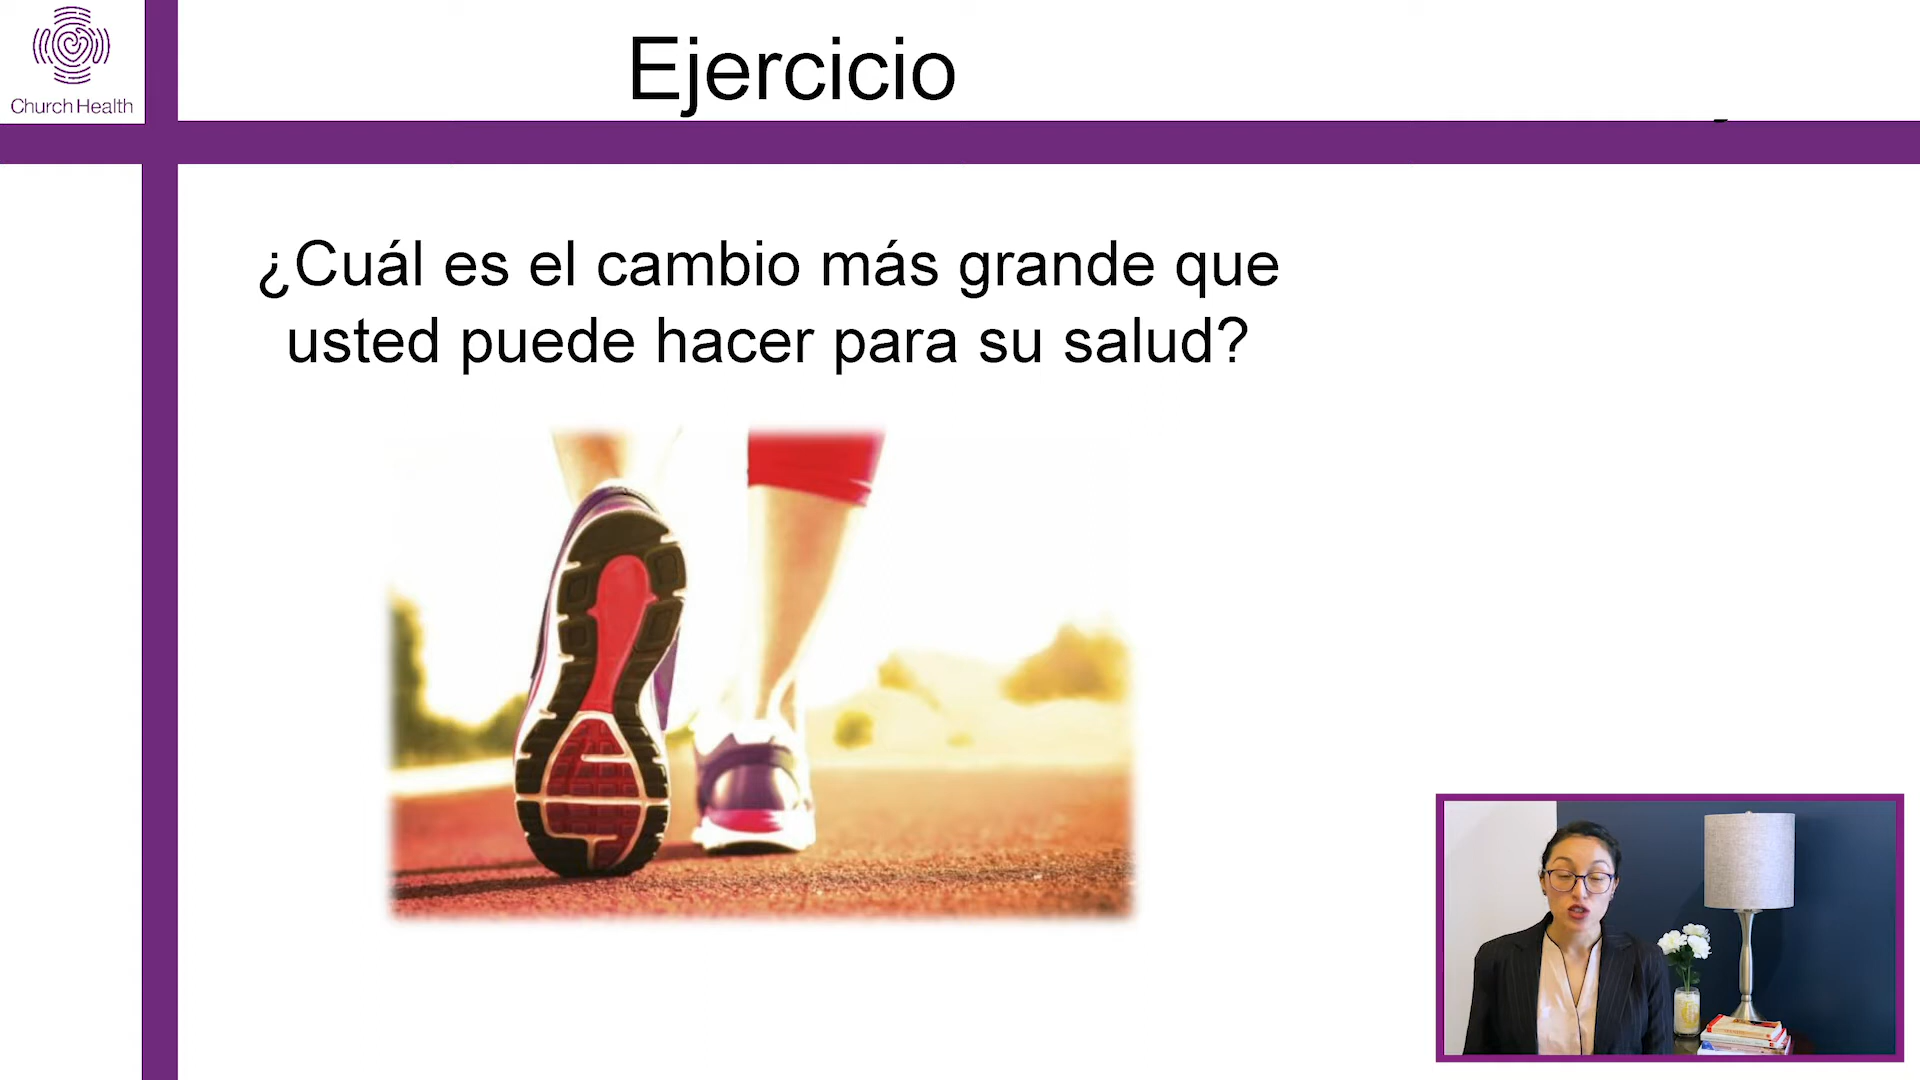 Church Health
Ejercicio
¿Cuál es el cambio más grande que
usted puede hacer para su salud?